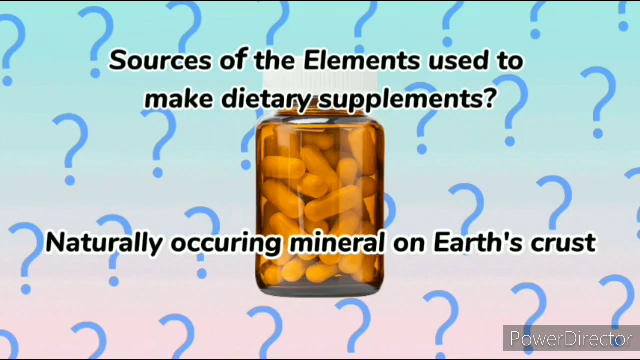 Sources of the Elements used to
make dietary supplements?
Naturally occuring mineral on Earth's crust
PowerDirector